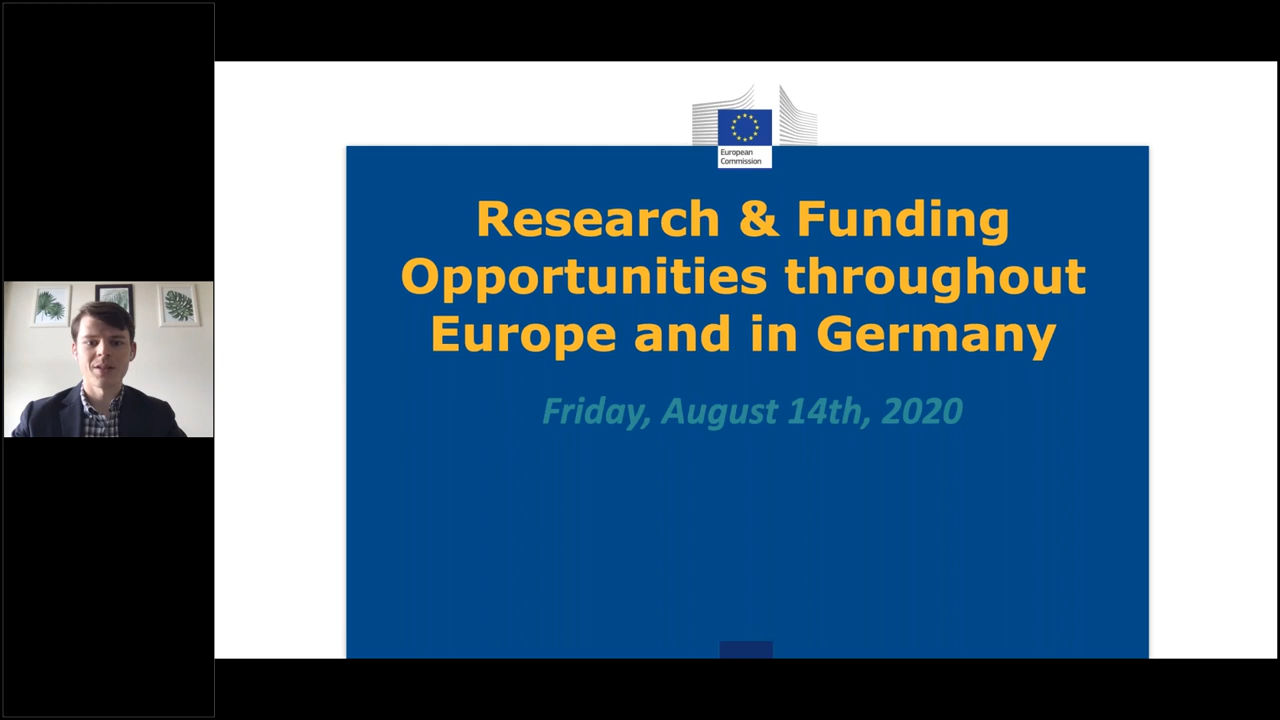 European
Commission
Research & Funding
Opportunities throughout
Europe and in Germany
Friday, August 14th, 2020